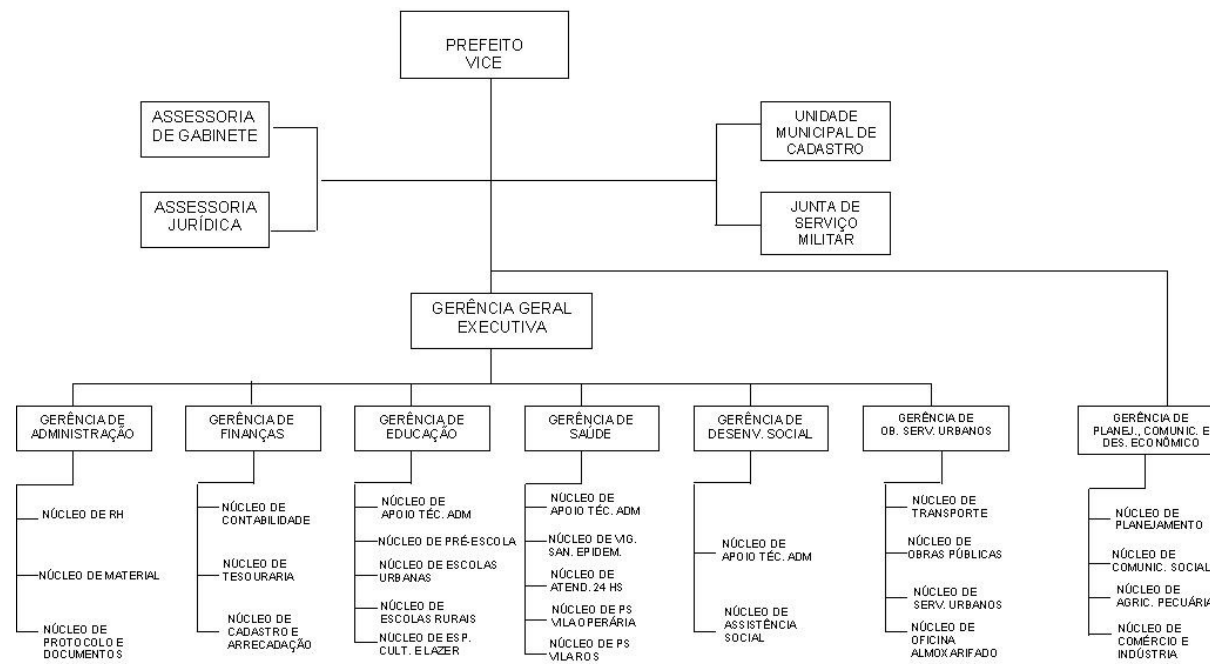 PREFEITO
VICE
ASSESSORIA
DE GABINETE
UNIDADE
MUNICIPAL DE
CADASTRO
ASSESSORIA
JURÍDICA
JUNTA DE
SERVIÇO
MILITAR
GERÊNCIA GERAL
EXECUTIVA
GERÊNCIA DE
ADMINISTRAÇÃO
NÚCLEO DE RH
NÚCLEO DE MATERIAL
NÚCLEO DE
PROTOCOLO E
DOCUMENTOS
GERÊNCIA DE
FINANÇAS
NÚCLEO DE
CONTABILIDADE
NÚCLEO DE
TESOURARIA
NÚCLEO DE
CADASTRO E
ARRECADAÇÃO
GERÊNCIA DE
EDUCAÇÃO
NÚCLEO DE
APOIO TÉC. ADM
NÚCLEO DE PRÉ-ESCOLA
NÚCLEO DE ESCOLAS
URBANAS
NÚCLEO DE
ESCOLAS RURAIS
NÚCLEO DE ESP.
CULT. E LAZER
GERÊNCIA DE
SAÚDE
NÚCLEO DE
APOIO TÉC. ADM
NÚCLEO DE VIG.
SAN. EPIDEM.
NÚCLEO DE
ATEND. 24 HS
NÚCLEO DE PS
VILA OPERÁRIA
NÚCLEO DE PS
VILA ROS
GERÊNCIA DE
DESENV. SOCIAL
NÚCLEO DE
APOIO TÉC. ADM
NÚCLEO DE
ASSISTÊNCIA
SOCIAL
GERÊNCIA DE
OB. SERV. URBANOS
NÚCLEO DE
TRANSPORTE
NÚCLEO DE
OBRAS PÚBLICAS
NÚCLEO DE
SERV. URBANOS
NÚCLEO DE
OFICINA
ALMOXARIFADO
GERÊNCIA DE
PLANEJ., COMUNIC. E
DES. ECONÔMICO
NÚCLEO DE
PLANEJAMENTO
NÚCLEO DE
COMUNIC. SOCIAL
NÚCLEO DE
AGRIC. PECUÁRIA
NÚCLEO DE
COMÉRCIO E
INDÚSTRIA